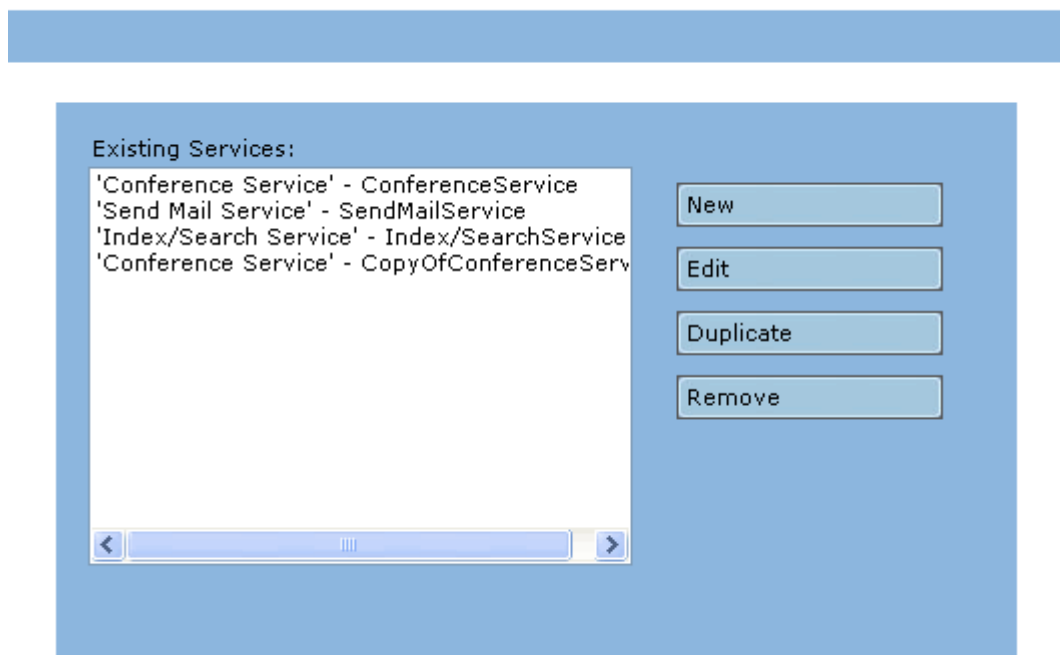 Existing Services:
'Conference Service' - ConferenceService
'Send Mail Service' - SendMailService
'Index/Search Service' - Index/SearchService
'Conference Service' - CopyOfConferenceServ
New
Edit
Duplicate
Remove